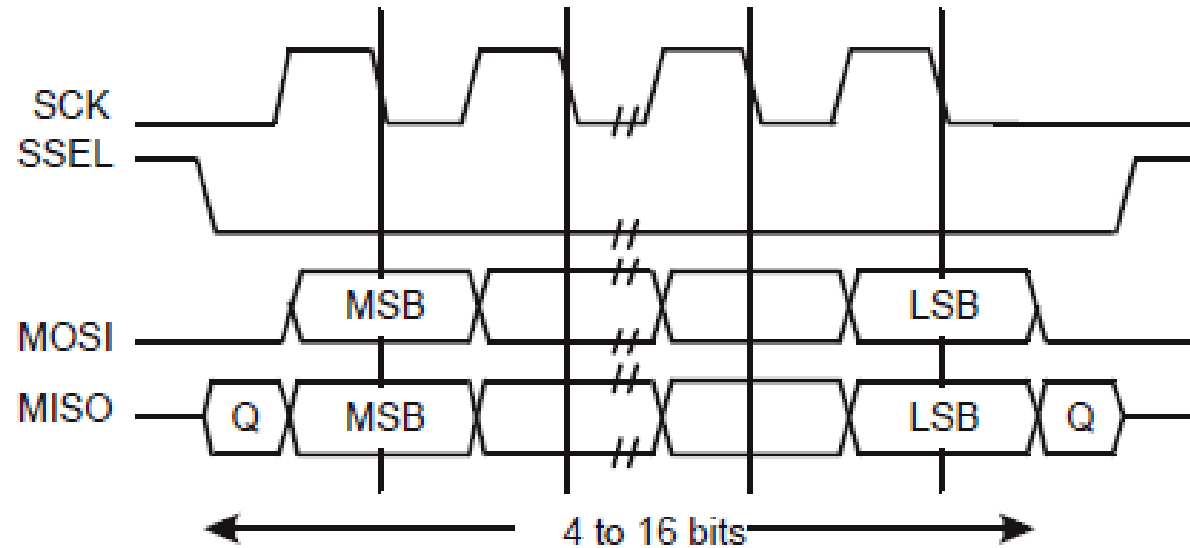 SCK
SSEL
MOSI MSB LSB
MISO Q MSB LSB Q
4 to 16 bits